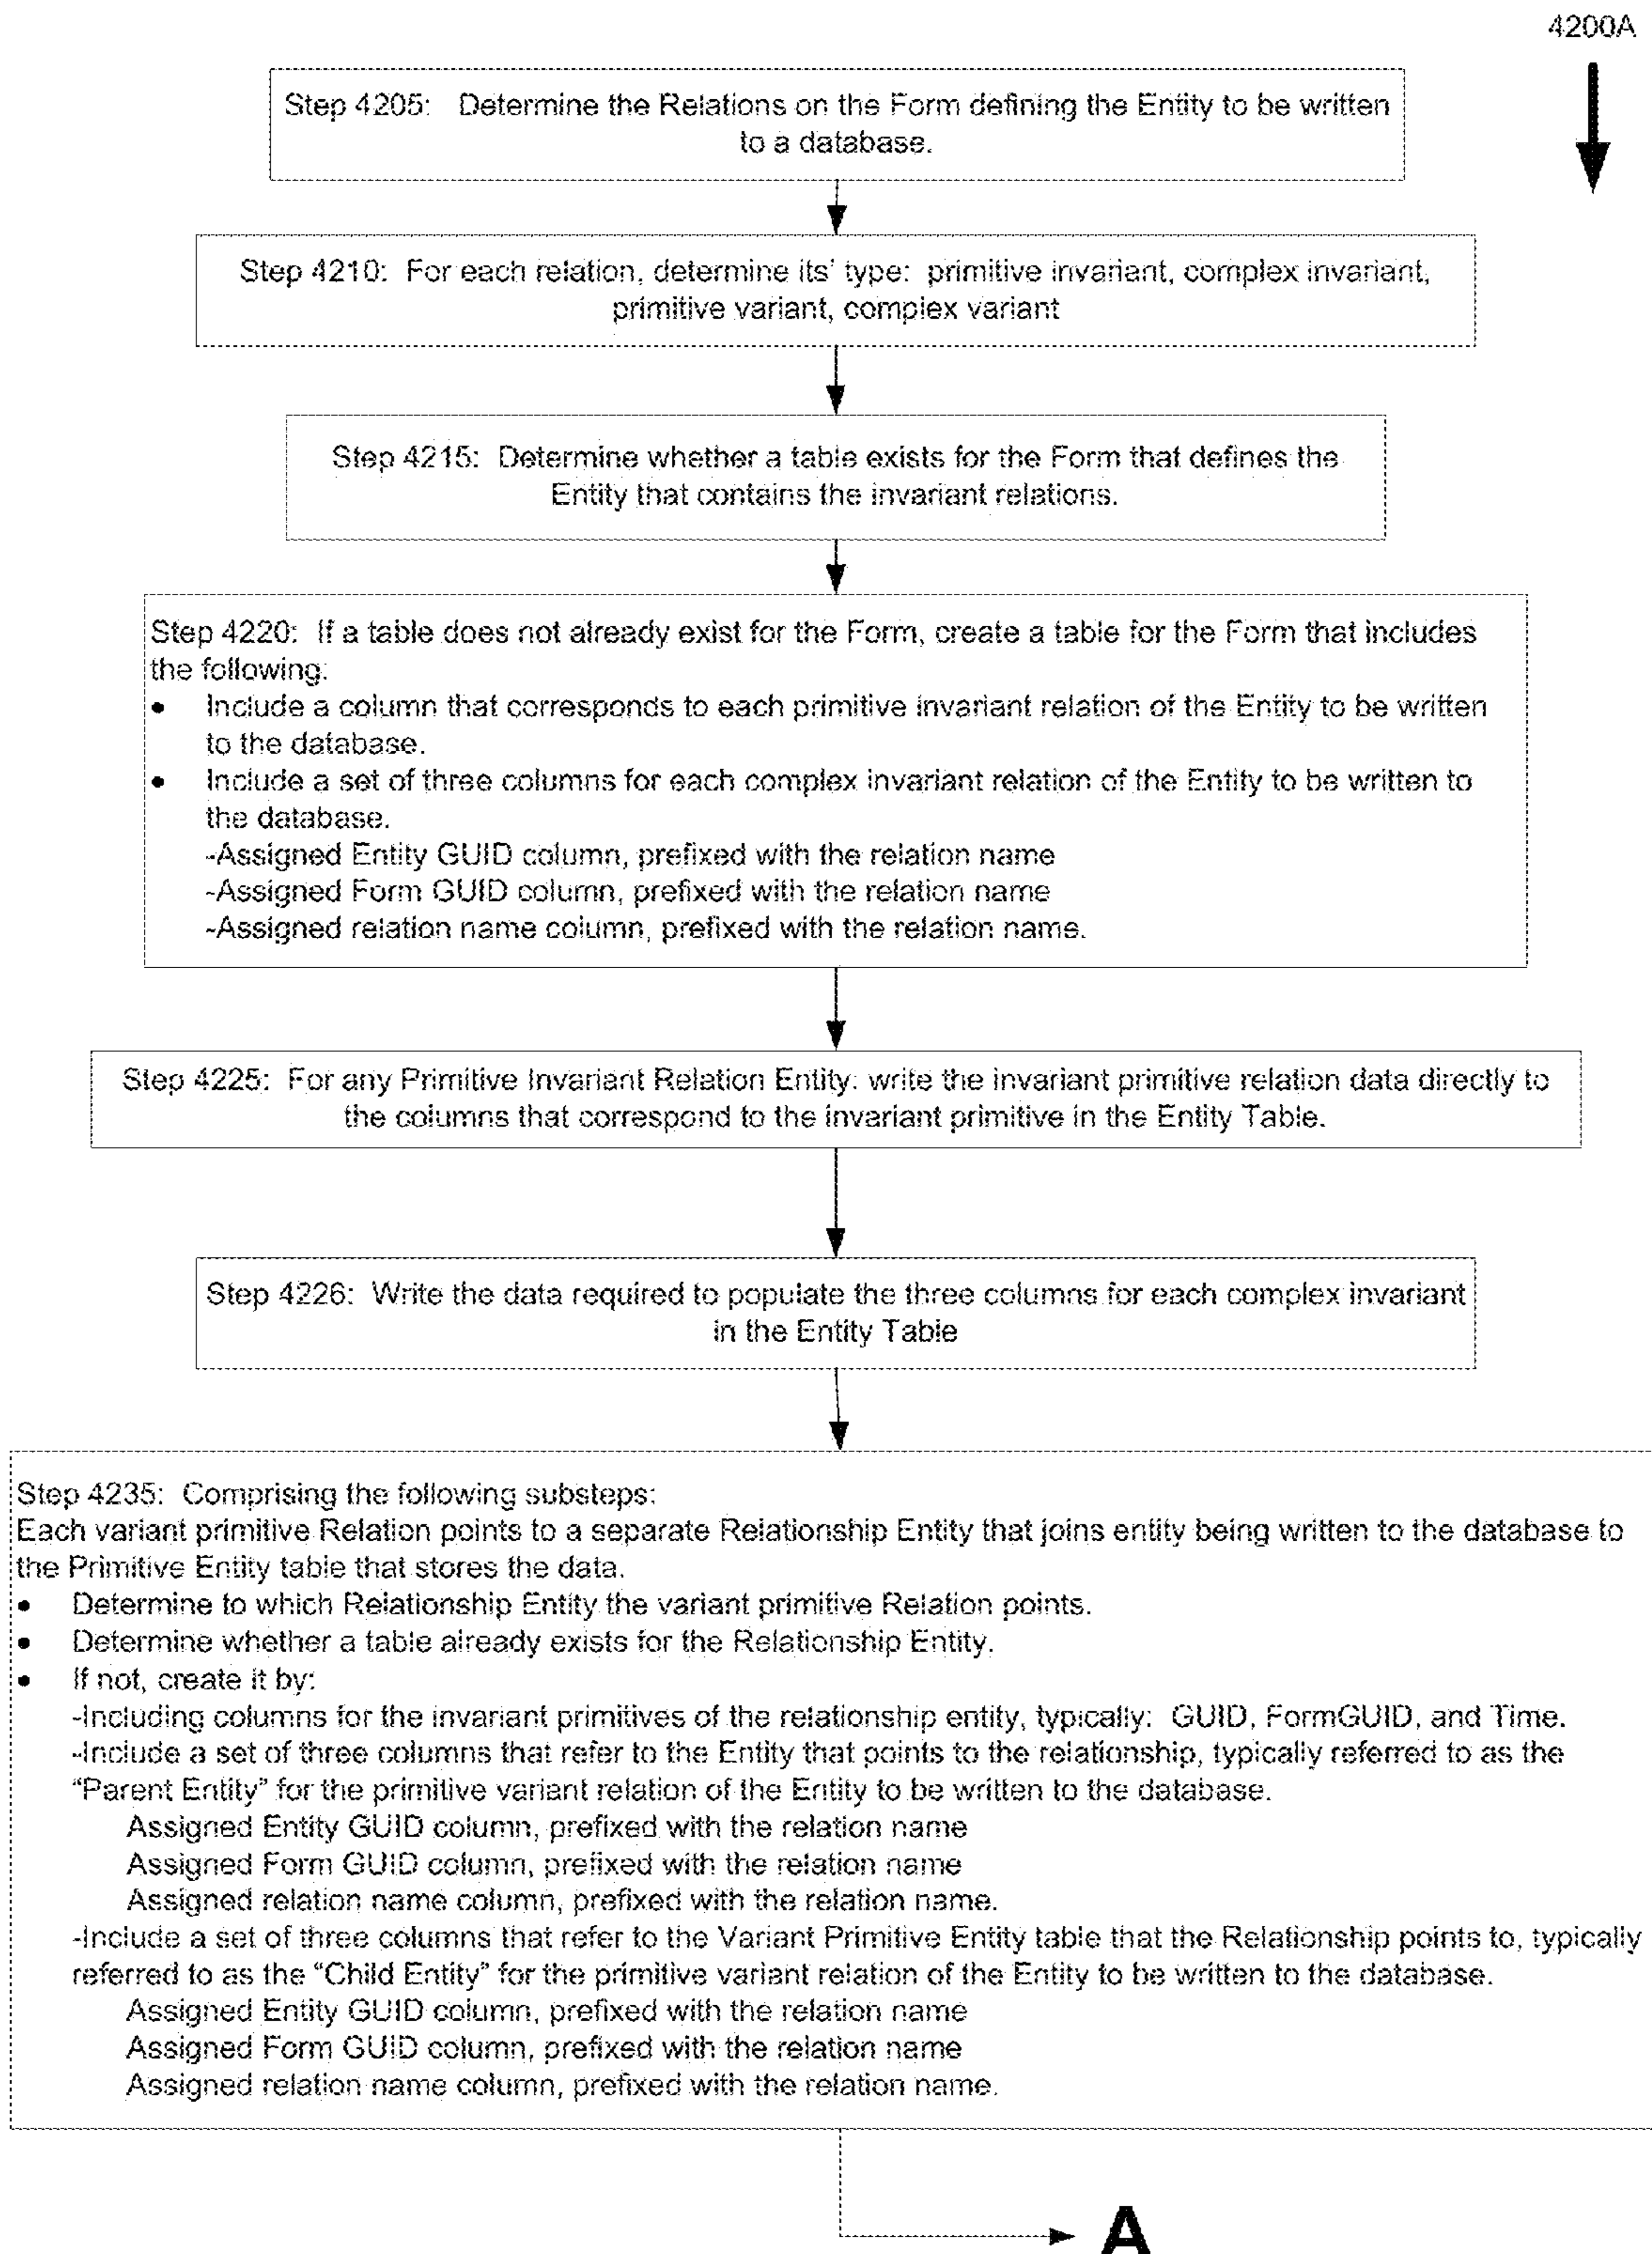 4200A
Step 4205: Determine the Relations on the Form defining the Entity to be written
to a database.
Step 4210: For each relation, determine its' type: primitive invariant, complex invariant,
primitive variant, complex variant
Step 4215: Determine whether a table exists for the Form that defines the
Entity that contains the invariant relations.
Step 4220: If a table does not already exist for the Form, create a table for the Form that includes
the following:
• Include a column that corresponds to each primitive invariant relation of the Entity to be written
to the database.
• Include a set of three columns for each complex invariant relation of the Entity to be written to
the database.
-Assigned Entity GUID column, prefixed with the relation name
-Assigned Form GUID column, prefixed with the relation name
-Assigned relation name column, prefixed with the relation name.
Step 4225: For any Primitive Invariant Relation Entity: write the invariant primitive relation data directly to
the columns that correspond to the invariant primitive in the Entity Table.
Step 4226: Write the data required to populate the three columns for each complex invariant
in the Entity Table
Step 4235: Comprising the following substeps:
Each variant primitive Relation points to a separate Relationship Entity that joins entity being written to the database to
the Primitive Entity table that stores the data.
• Determine to which Relationship Entity the variant primitive Relation points.
• Determine whether a table already exists for the Relationship Entity.
• If not, create it by:
-Including columns for the invariant primitives of the relationship entity, typically: GUID, FormGUID, and Time.
-Include a set of three columns that refer to the Entity that points to the relationship, typically referred to as the
"Parent Entity" for the primitive variant relation of the Entity to be written to the database.
Assigned Entity GUID column, prefixed with the relation name
Assigned Form GUID column, prefixed with the relation name
Assigned relation name column, prefixed with the relation name.
-Include a set of three columns that refer to the Variant Primitive Entity table that the Relationship points to, typically
referred to as the "Child Entity" for the primitive variant relation of the Entity to be written to the database.
Assigned Entity GUID column, prefixed with the relation name
Assigned Form GUID column, prefixed with the relation name
Assigned relation name column, prefixed with the relation name.
A